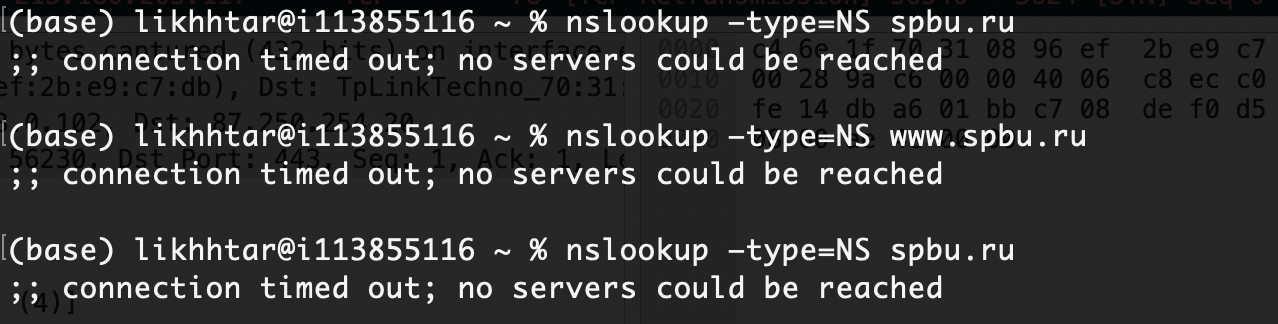 (base) likhhtar@i113855116 ~ % nslookup -type=NS spbu.ru
;; connection timed out; no servers could be reached
(base) likhhtar@i113855116 ~ % nslookup -type=NS www.spbu.ru
;; connection timed out; no servers could be reached
(base) likhhtar@i113855116 ~ % nslookup -type=NS spbu.ru
;; connection timed out; no servers could be reached